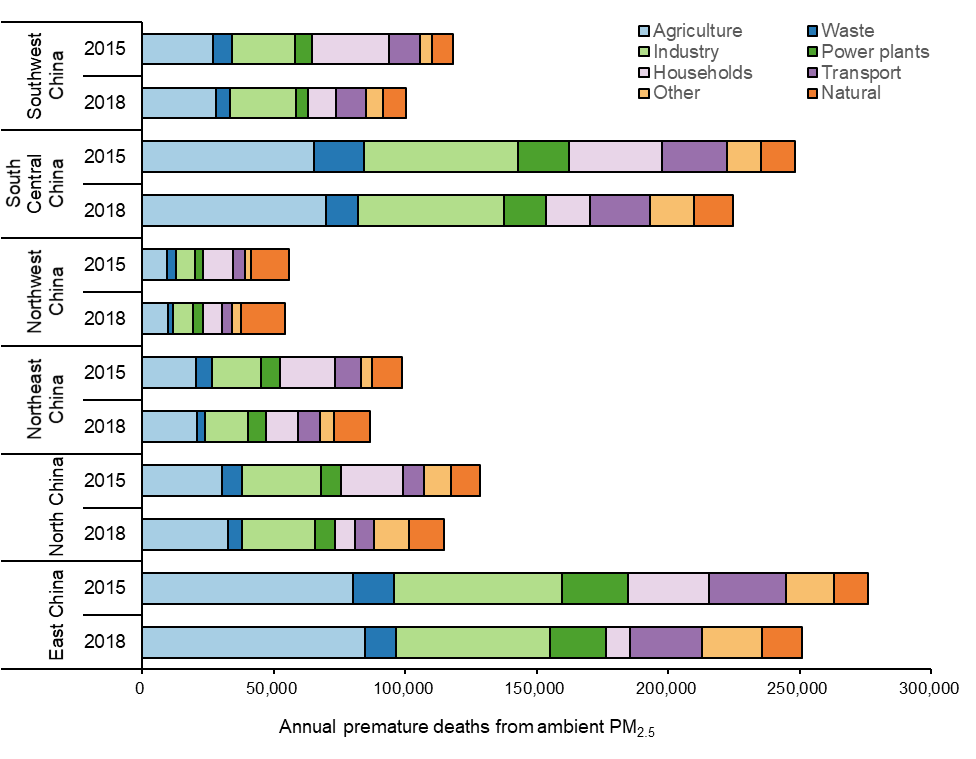 Agriculture
Waste
Industry
Power plants
Households
Transport
Other
Natural
Southwest
China
2015
2018
South
Central
China
2015
2018
Northwest
China
2015
2018
Northeast
China
2015
2018
North China
2015
2018
East China
2015
2018
0
50,000
100,000
150,000
200,000
250,000
300,000
Annual premature deaths from ambient PM2.5